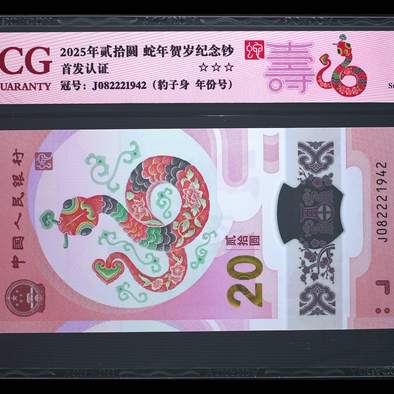 CG
UARANTY
2025年贰拾圆 蛇年贺岁纪念钞
首发认证 ☆☆☆
冠号：J082221942（豹子身 年份号）
中国人民银行
贰拾圆
20
J082221942